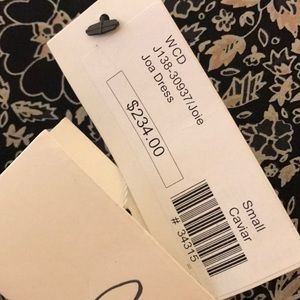 WCD
J138-30937/Joie
Joa Dress
$234.00
Small
Caviar
# 34315